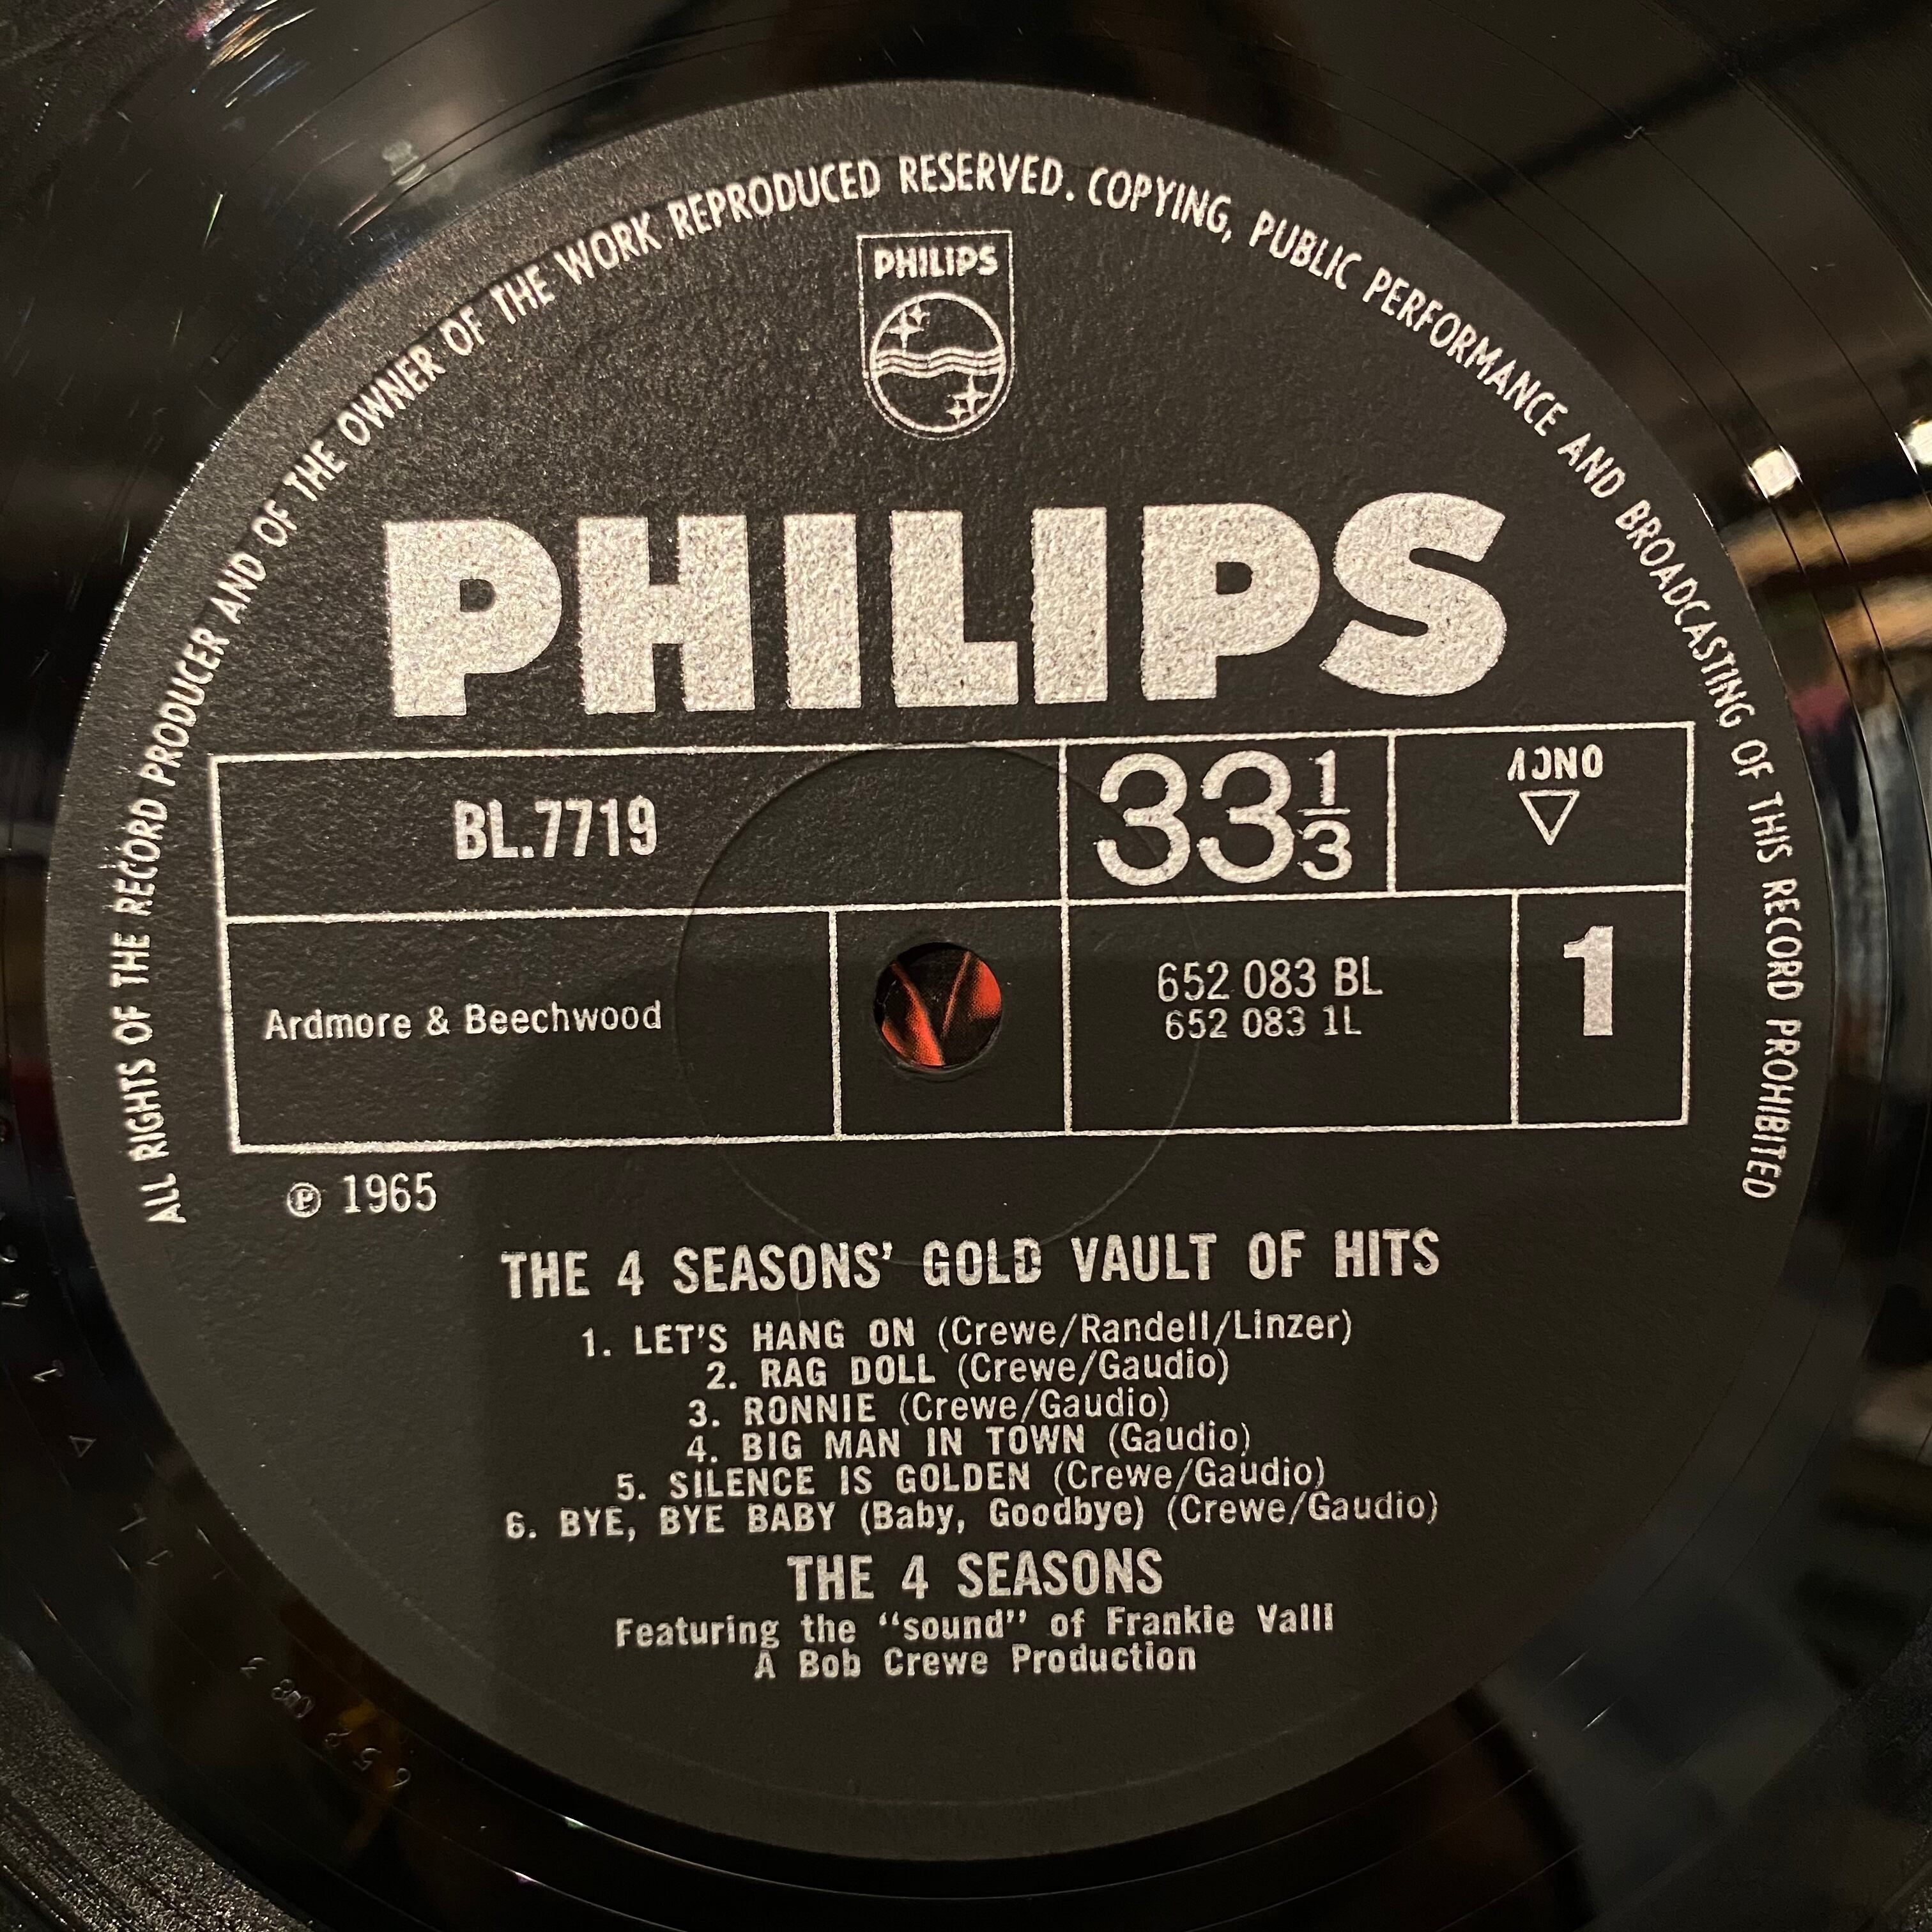 ALL RIGHTS OF THE RECORD PRODUCER AND OF THE OWNER OF THE WORK REPRODUCED RESERVED. COPYING, PUBLIC PERFORMANCE AND BROADCASTING OF THIS RECORD PROHIBITED
PHILIPS
PHILIPS
BL.7719
33 1/3
MONO
Ardmore & Beechwood
652 083 BL
652 083 1L
1
℗ 1965
THE 4 SEASONS' GOLD VAULT OF HITS
1. LET'S HANG ON (Crewe/Randell/Linzer)
2. RAG DOLL (Crewe/Gaudio)
3. RONNIE (Crewe/Gaudio)
4. BIG MAN IN TOWN (Gaudio)
5. SILENCE IS GOLDEN (Crewe/Gaudio)
6. BYE, BYE BABY (Baby, Goodbye) (Crewe/Gaudio)
THE 4 SEASONS
Featuring the “sound” of Frankie Valli
A Bob Crewe Production